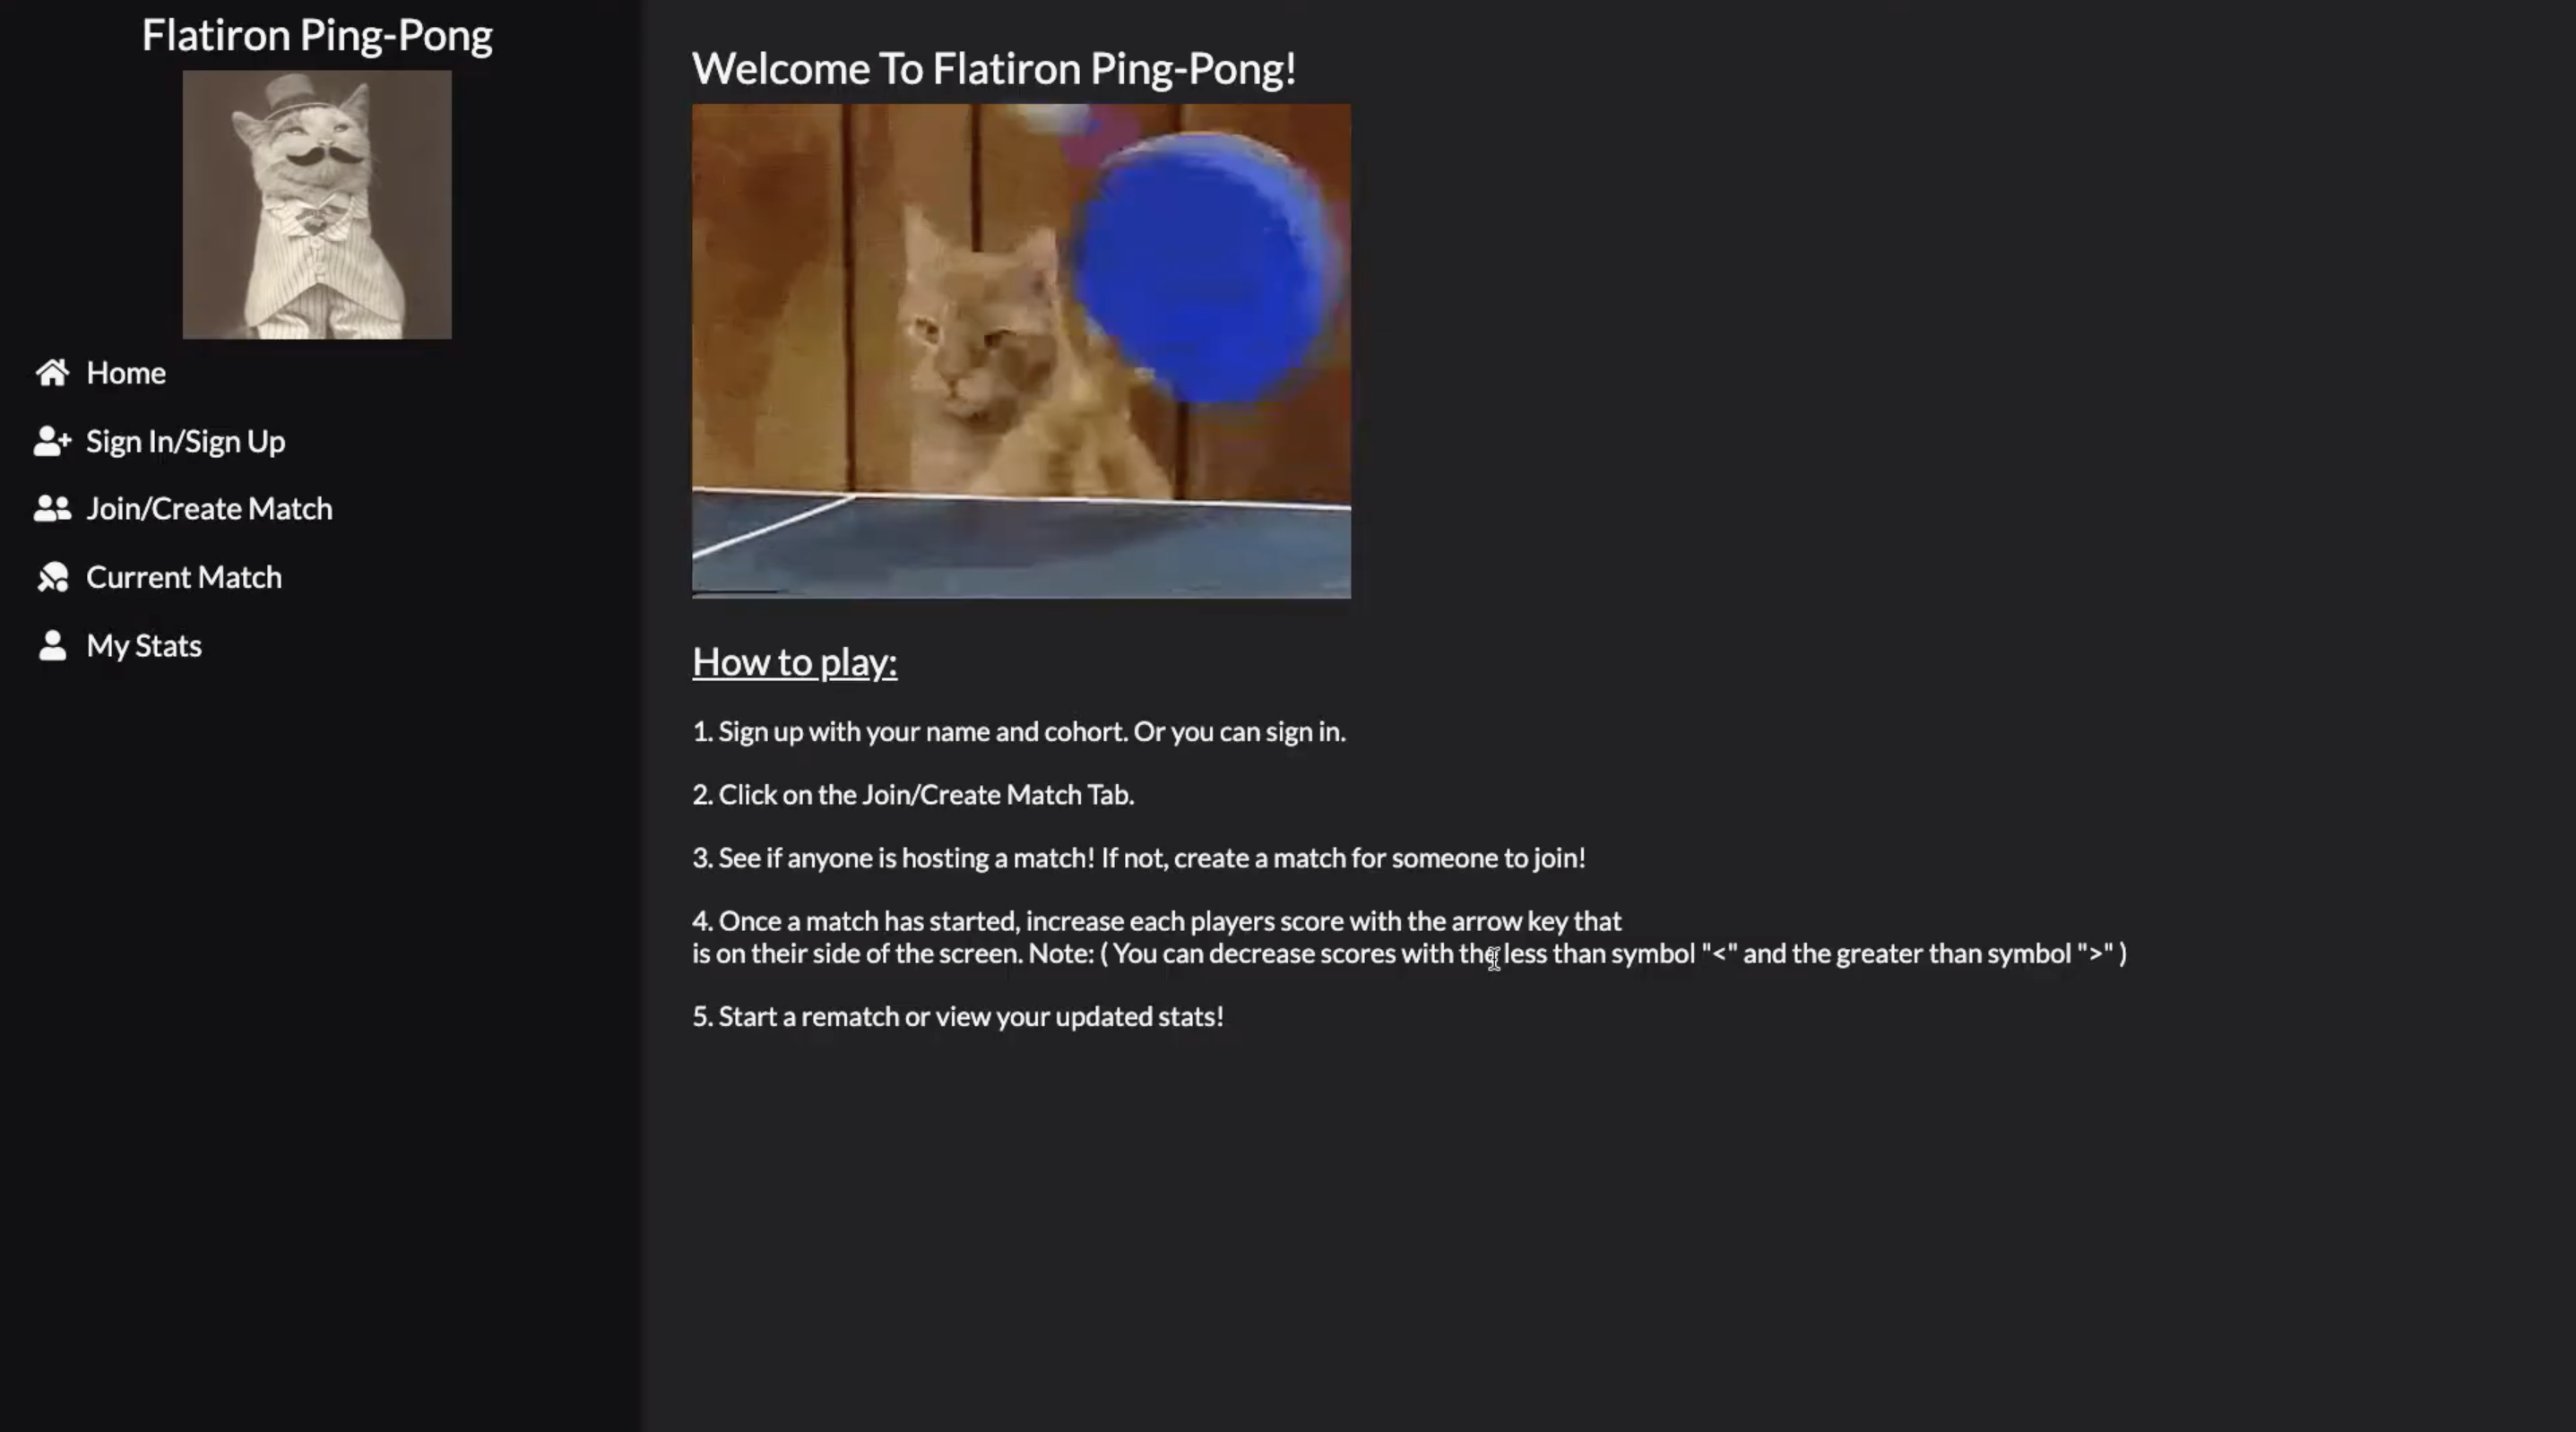 Flatiron Ping-Pong
Home
Sign In/Sign Up
Join/Create Match
Current Match
My Stats
Welcome To Flatiron Ping-Pong!
How to play:
1. Sign up with your name and cohort. Or you can sign in.
2. Click on the Join/Create Match Tab.
3. See if anyone is hosting a match! If not, create a match for someone to join!
4. Once a match has started, increase each players score with the arrow key that
is on their side of the screen. Note: ( You can decrease scores with the less than symbol "<" and the greater than symbol ">" )
5. Start a rematch or view your updated stats!